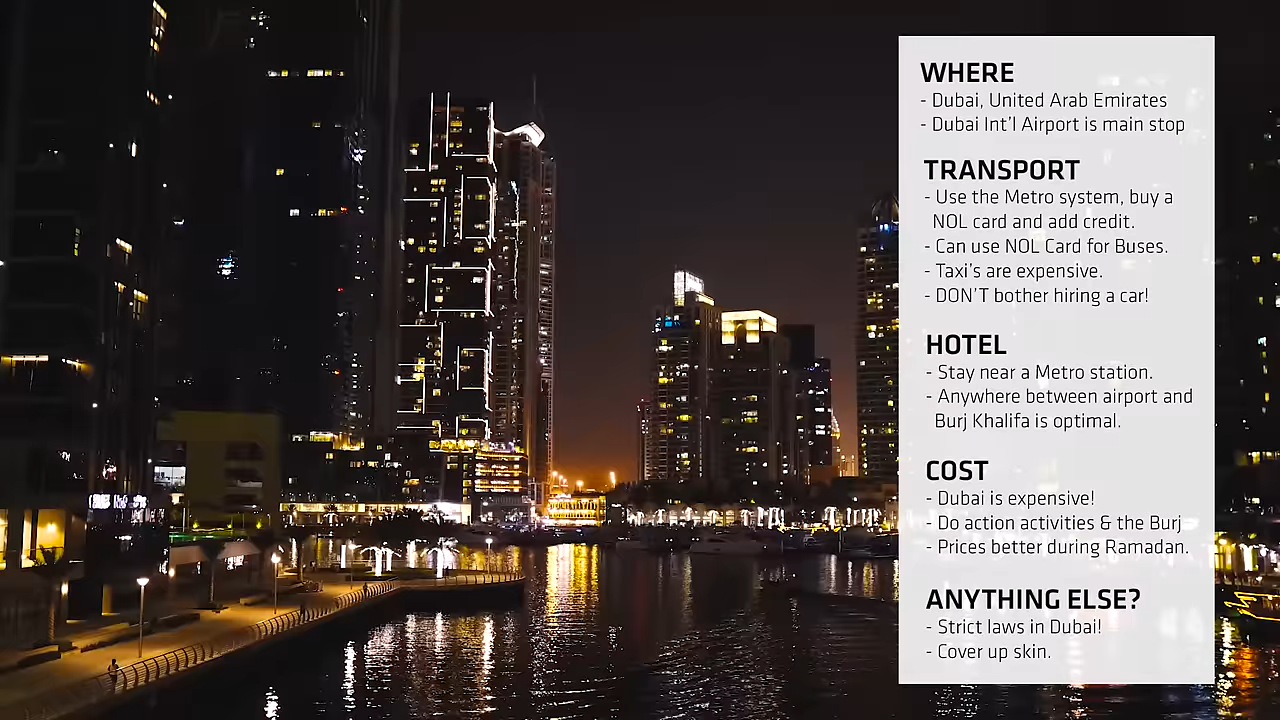 WHERE
- Dubai, United Arab Emirates
- Dubai Int'l Airport is main stop
TRANSPORT
- Use the Metro system, buy a
NOL card and add credit.
- Can use NOL Card for Buses.
- Taxi's are expensive.
- DON'T bother hiring a car!
HOTEL
- Stay near a Metro station.
- Anywhere between airport and
Burj Khalifa is optimal.
COST
- Dubai is expensive!
- Do action activities & the Burj
- Prices better during Ramadan.
ANYTHING ELSE?
- Strict laws in Dubai!
- Cover up skin.